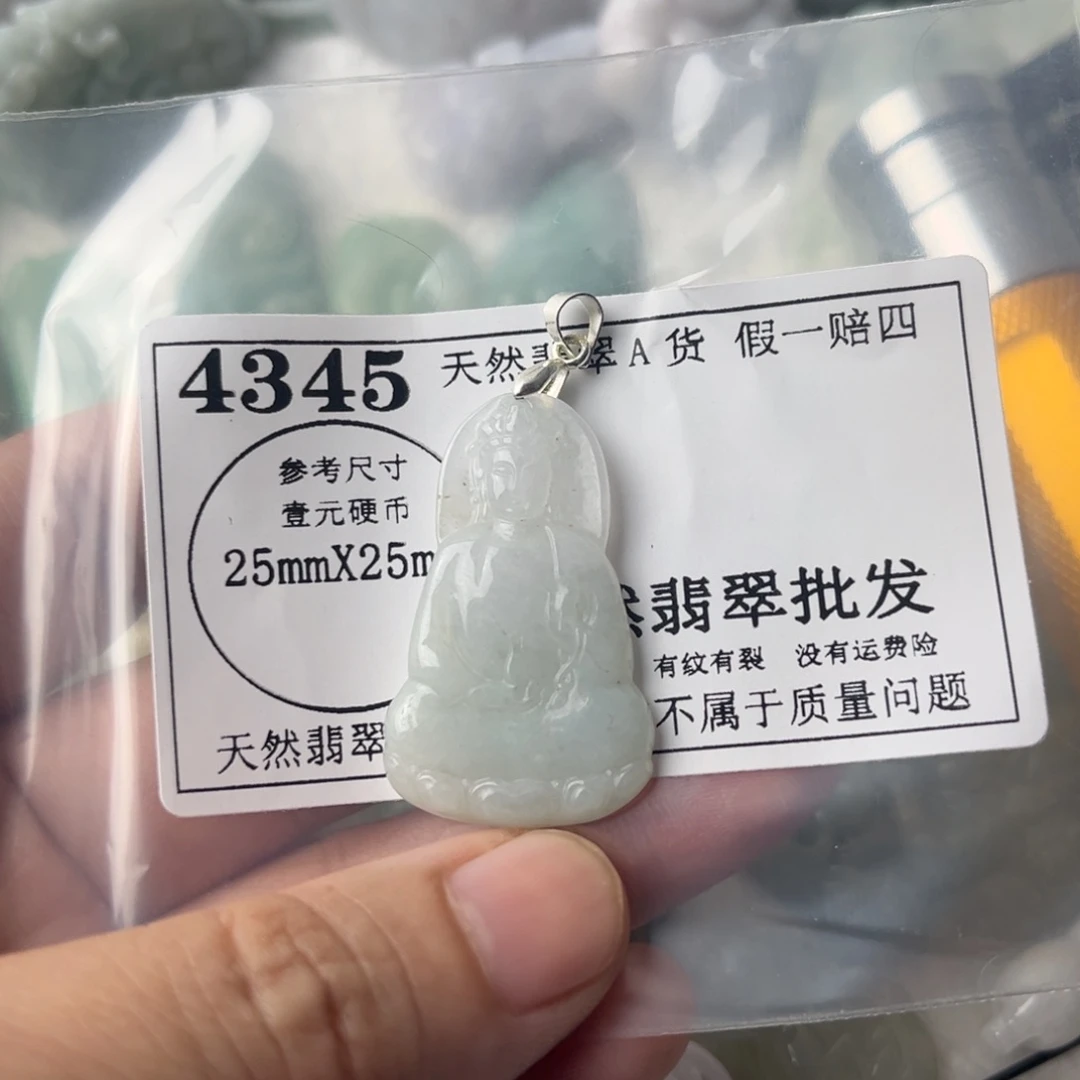 4345 天然翡翠A货 假一赔四
参考尺寸
壹元硬币
25mmX25m
然翡翠批发
有纹有裂 没有运费险
天然翡翠 不属于质量问题